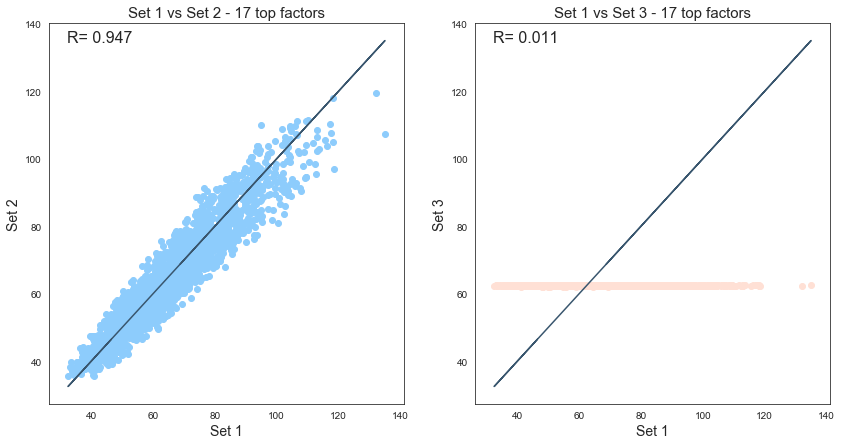 Set 1 vs Set 2 - 17 top factors
R= 0.947
140
120
100
80
60
40
Set 2
40 60 80 100 120 140
Set 1
Set 1 vs Set 3 - 17 top factors
R= 0.011
140
120
100
80
60
40
Set 3
40 60 80 100 120 140
Set 1